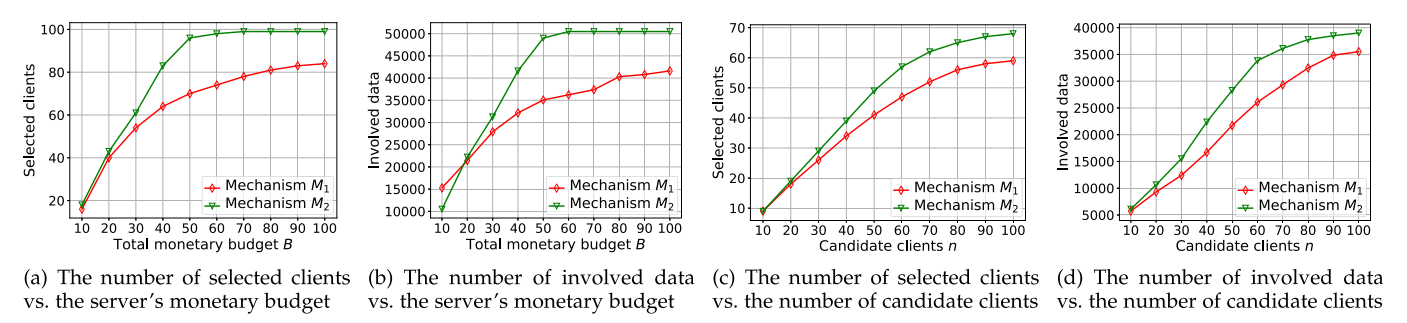 100
80
60
40
20
Selected clients
Mechanism M1
Mechanism M2
10 20 30 40 50 60 70 80 90 100
Total monetary budget B
(a) The number of selected clients
vs. the server's monetary budget
50000
45000
40000
35000
30000
25000
20000
15000
10000
Involved data
Mechanism M1
Mechanism M2
10 20 30 40 50 60 70 80 90 100
Total monetary budget B
(b) The number of involved data
vs. the server's monetary budget
70
60
50
40
30
20
10
Selected clients
Mechanism M1
Mechanism M2
10 20 30 40 50 60 70 80 90 100
Candidate clients n
(c) The number of selected clients
vs. the number of candidate clients
40000
35000
30000
25000
20000
15000
10000
5000
Involved data
Mechanism M1
Mechanism M2
10 20 30 40 50 60 70 80 90 100
Candidate clients n
(d) The number of involved data
vs. the number of candidate clients